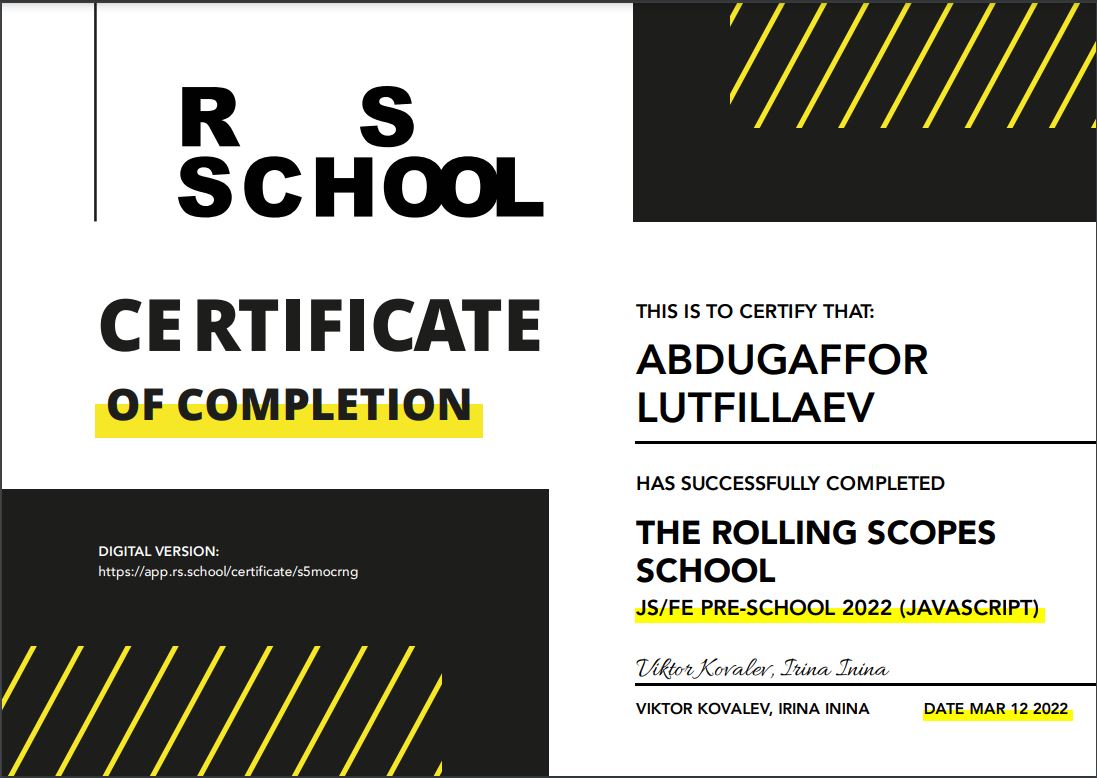 R S
SCHOOL
CERTIFICATE
OF COMPLETION
DIGITAL VERSION:
https://app.rs.school/certificate/s5mocrng
THIS IS TO CERTIFY THAT:
ABDUGAFFOR
LUTFILLAEV
HAS SUCCESSFULLY COMPLETED
THE ROLLING SCOPES
SCHOOL
JS/FE PRE-SCHOOL 2022 (JAVASCRIPT)
Viktor Kovalev, Irina Inina
VIKTOR KOVALEV, IRINA ININA
DATE MAR 12 2022